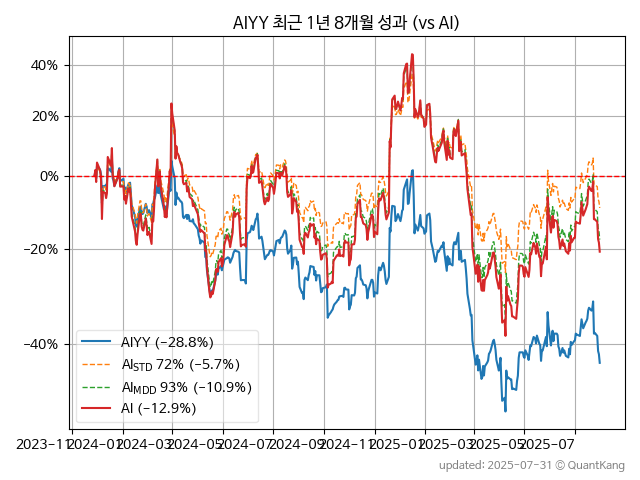 AIYY 최근 1년 8개월 성과 (vs AI)
40%
20%
0%
−20%
−40%
AIYY (−28.8%)
AI_STD 72% (−5.7%)
AI_MDD 93% (−10.9%)
AI (−12.9%)
2023−11 2024−01 2024−03 2024−05 2024−07 2024−09 2024−11 2025−01 2025−03 2025−05 2025−07
updated: 2025−07−31 © QuantKang